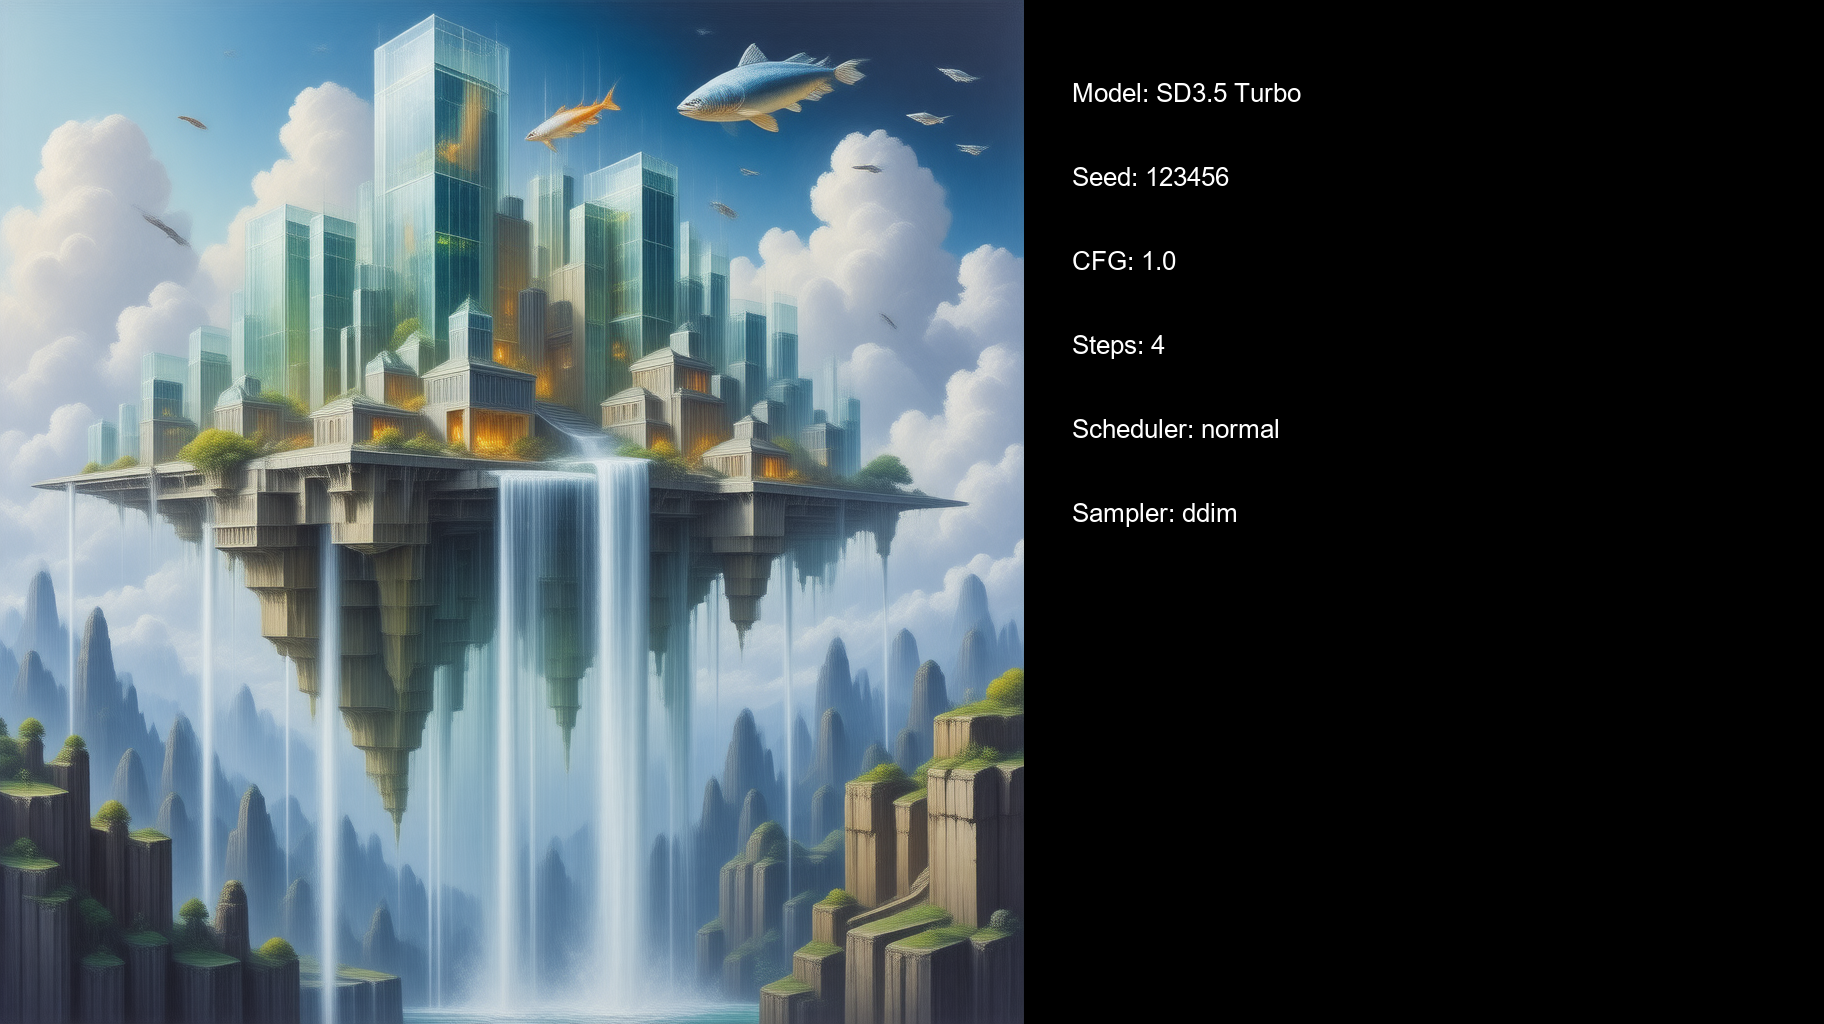 Model: SD3.5 Turbo
Seed: 123456
CFG: 1.0
Steps: 4
Scheduler: normal
Sampler: ddim